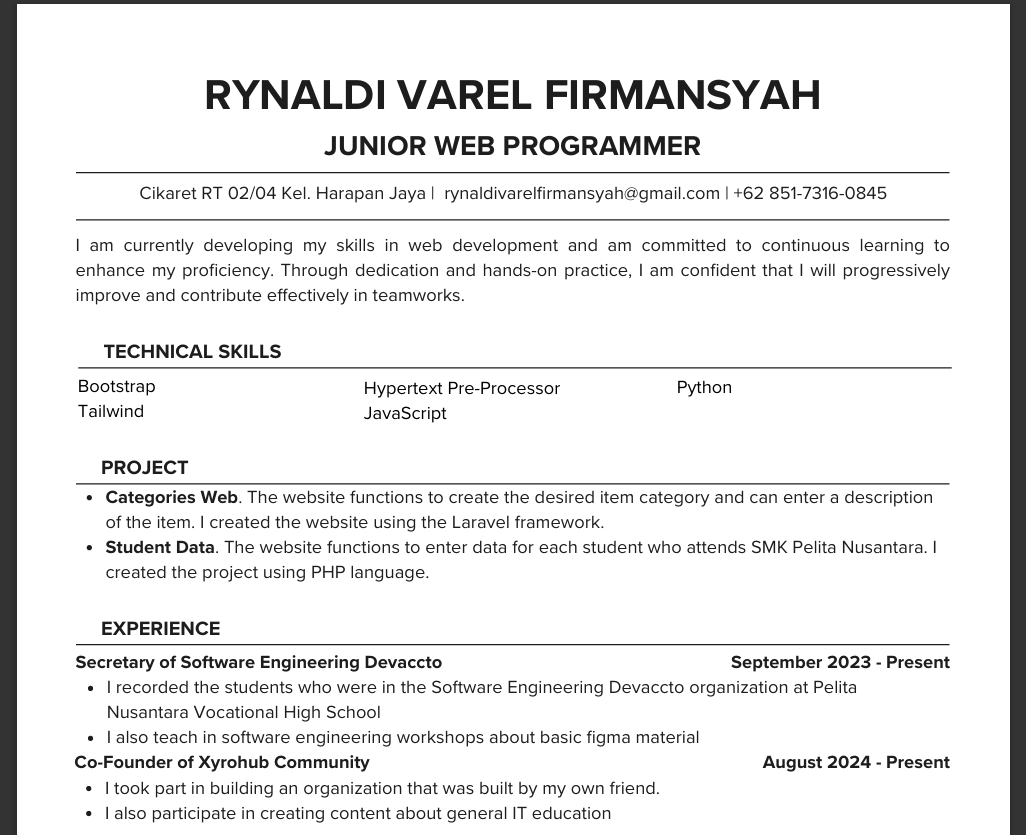 RYNALDI VAREL FIRMANSYAH
JUNIOR WEB PROGRAMMER
Cikaret RT 02/04 Kel. Harapan Jaya | rynaldivarelfirmansyah@gmail.com | +62 851-7316-0845
I am currently developing my skills in web development and am committed to continuous learning to
enhance my proficiency. Through dedication and hands-on practice, I am confident that I will progressively
improve and contribute effectively in teamworks.
TECHNICAL SKILLS
Bootstrap Hypertext Pre-Processor Python
Tailwind JavaScript
PROJECT
• Categories Web. The website functions to create the desired item category and can enter a description
of the item. I created the website using the Laravel framework.
• Student Data. The website functions to enter data for each student who attends SMK Pelita Nusantara. I
created the project using PHP language.
EXPERIENCE
Secretary of Software Engineering Devaccto September 2023 - Present
• I recorded the students who were in the Software Engineering Devaccto organization at Pelita
Nusantara Vocational High School
• I also teach in software engineering workshops about basic figma material
Co-Founder of Xyrohub Community August 2024 - Present
• I took part in building an organization that was built by my own friend.
• I also participate in creating content about general IT education